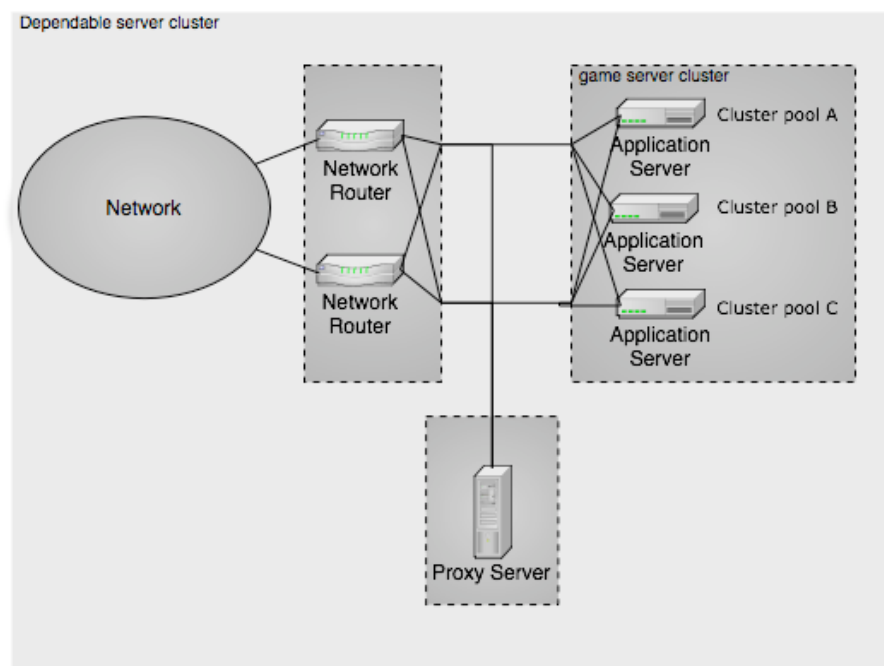 Dependable server cluster
game server cluster
Cluster pool A
Application
Server
Network
Router
Network
Cluster pool B
Application
Server
Network
Router
Cluster pool C
Application
Server
Proxy Server